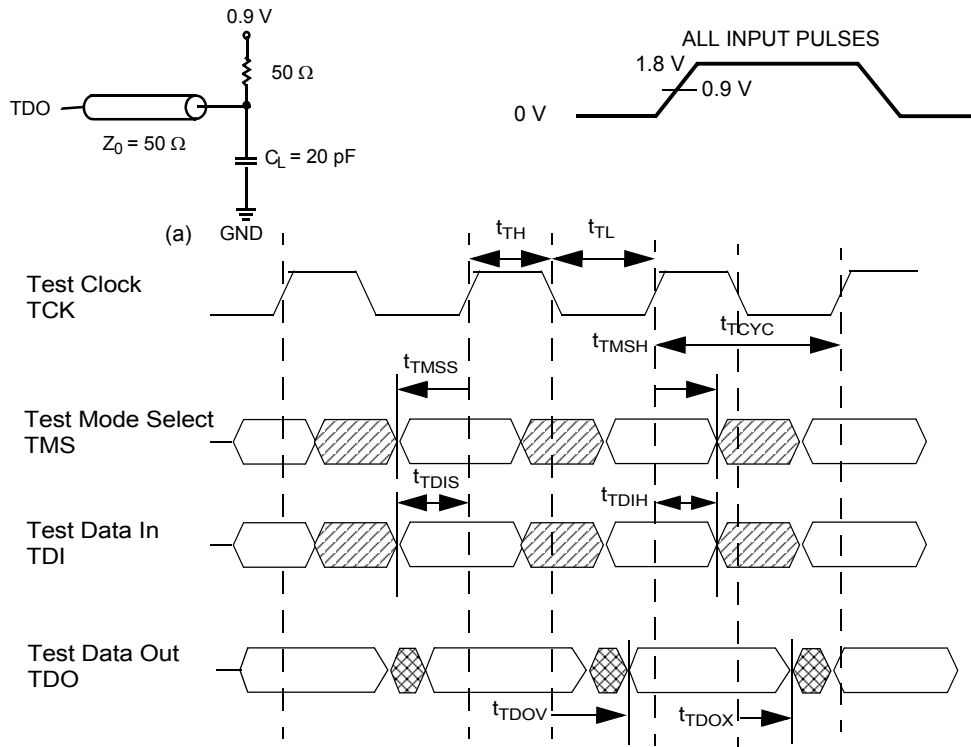 0.9 V
ALL INPUT PULSES
50 Ω
1.8 V
0.9 V
TDO
0 V
Z0 = 50 Ω
CL = 20 pF
(a)
GND
tTH
tTL
Test Clock
TCK
tTCYC
tTMSH
tTMSS
Test Mode Select
TMS
tTDIS
tTDIH
Test Data In
TDI
Test Data Out
TDO
tTDOV
tTDOX